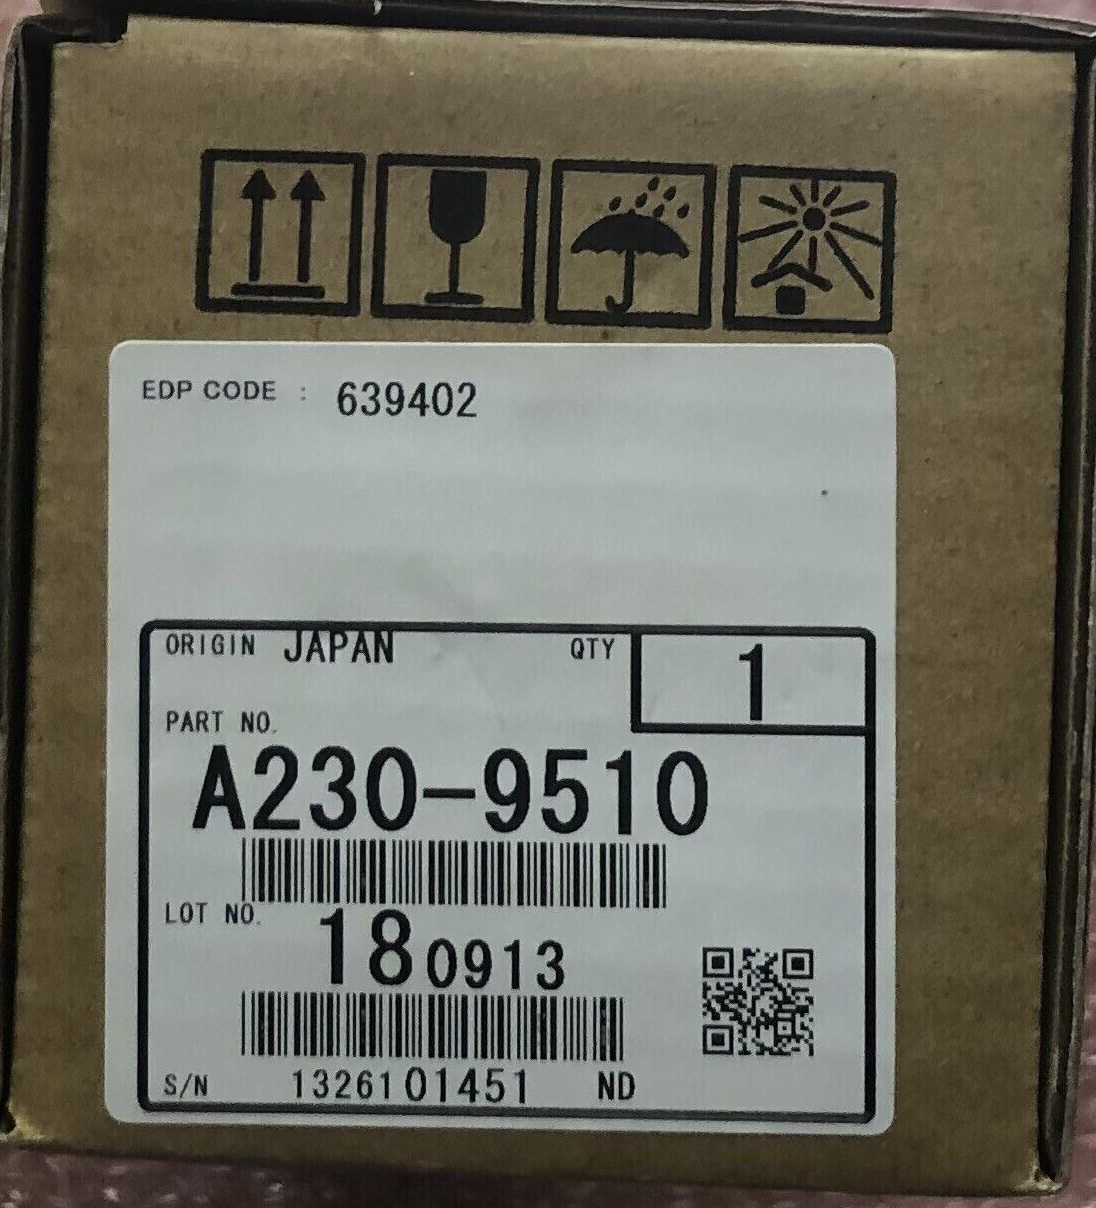 EDP CODE : 639402
ORIGIN JAPAN QTY 1
PART NO.
A230-9510
LOT NO. 180913
S/N 1326101451 ND